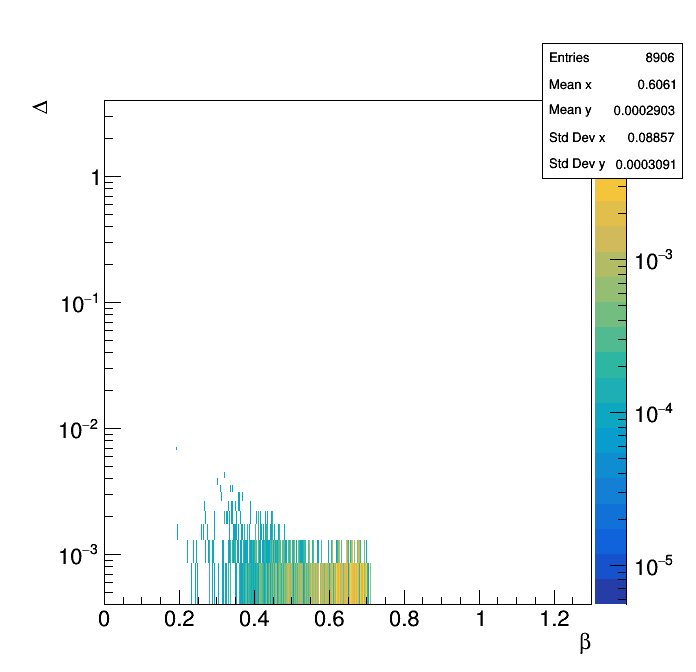 Entries 8906
Mean x 0.6061
Mean y 0.0002903
Std Dev x 0.08857
Std Dev y 0.0003091
Δ
1
10⁻¹
10⁻²
10⁻³
10⁻³
10⁻⁴
10⁻⁵
0 0.2 0.4 0.6 0.8 1 1.2
β